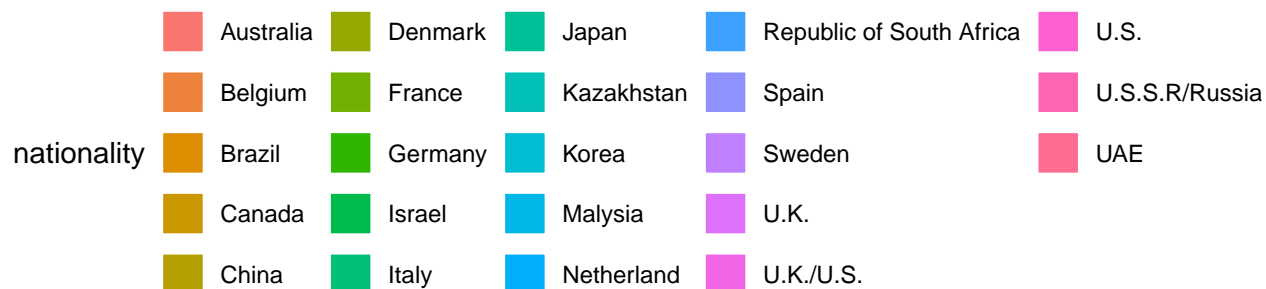 Australia Denmark Japan Republic of South Africa U.S.
Belgium France Kazakhstan Spain U.S.S.R/Russia
nationality Brazil Germany Korea Sweden UAE
Canada Israel Malysia U.K.
China Italy Netherland U.K./U.S.